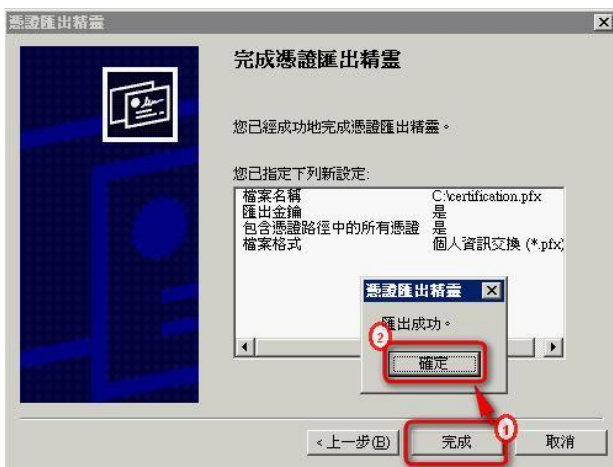 憑證匯出精靈
完成憑證匯出精靈
您已經成功地完成憑證匯出精靈。
您已指定下列新設定:
檔案名稱 C:\certification.pfx
匯出金鑰 是
包含憑證路徑中的所有憑證 是
檔案格式 個人資訊交換 (*.pfx)
憑證匯出精靈
匯出成功。
2
確定
1
<上一步(B)
完成
取消